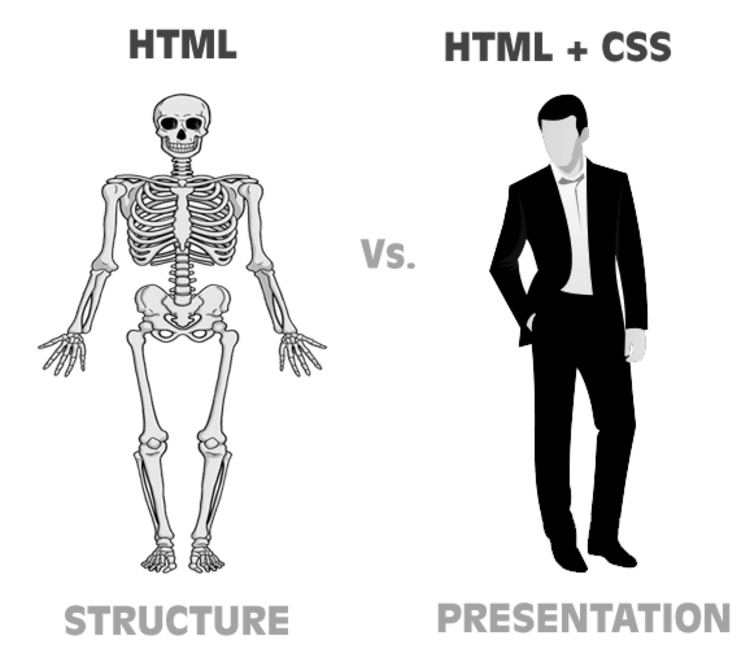 HTML
HTML + CSS
Vs.
STRUCTURE
PRESENTATION